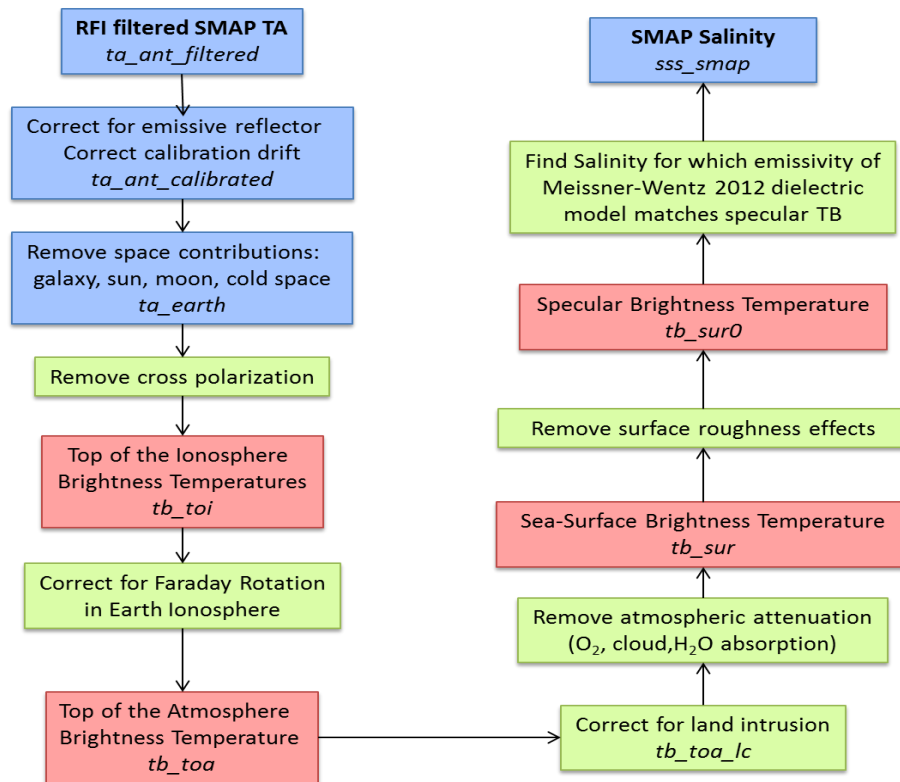 RFI filtered SMAP TA
ta_ant_filtered
Correct for emissive reflector
Correct calibration drift
ta_ant_calibrated
Remove space contributions:
galaxy, sun, moon, cold space
ta_earth
Remove cross polarization
Top of the Ionosphere
Brightness Temperatures
tb_toi
Correct for Faraday Rotation
in Earth Ionosphere
Top of the Atmosphere
Brightness Temperature
tb_toa
Correct for land intrusion
tb_toa_lc
Remove atmospheric attenuation
(O₂, cloud,H₂O absorption)
Sea-Surface Brightness Temperature
tb_sur
Remove surface roughness effects
Specular Brightness Temperature
tb_sur0
Find Salinity for which emissivity of
Meissner-Wentz 2012 dielectric
model matches specular TB
SMAP Salinity
sss_smap